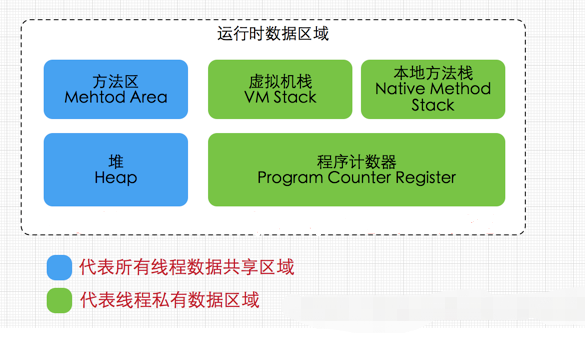 运行时数据区域
方法区
Mehtod Area
虚拟机栈
VM Stack
本地方法栈
Native Method
Stack
堆
Heap
程序计数器
Program Counter Register
代表所有线程数据共享区域
代表线程私有数据区域